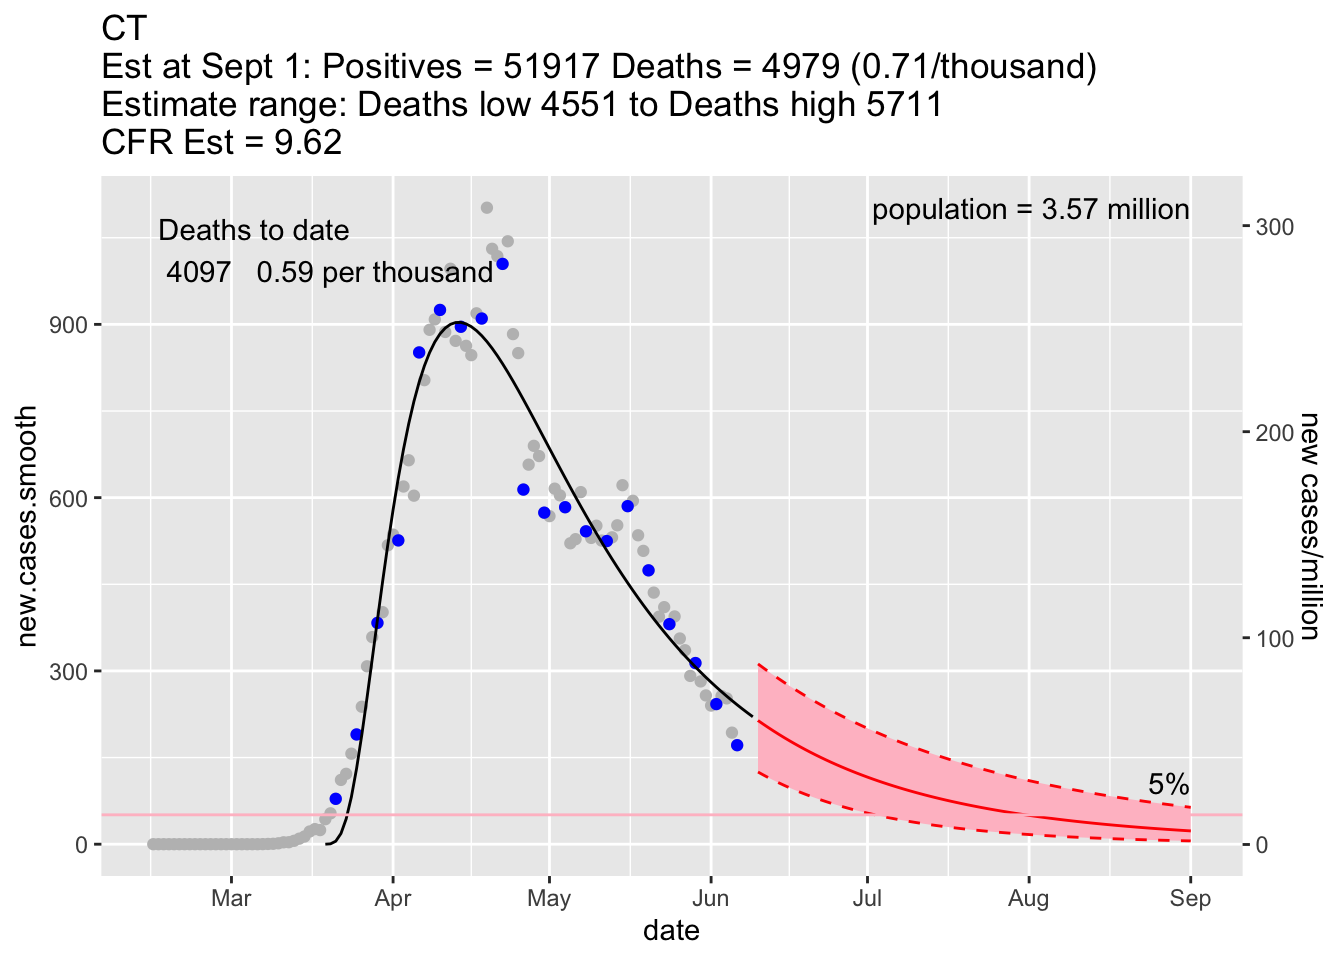 CT
Est at Sept 1: Positives = 51917 Deaths = 4979 (0.71/thousand)
Estimate range: Deaths low 4551 to Deaths high 5711
CFR Est = 9.62
Deaths to date
4097 0.59 per thousand
population = 3.57 million
5%
new.cases.smooth
900
600
300
0
new cases/million
300
200
100
0
Mar Apr May Jun Jul Aug Sep
date